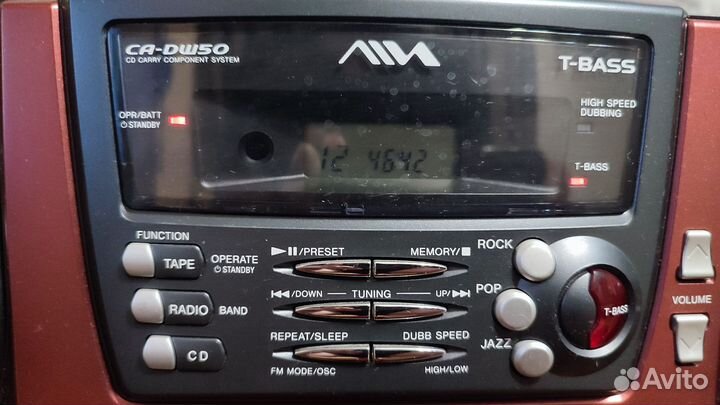 CA-DW50
CD CARRY COMPONENT SYSTEM
AIWA
T-BASS
OPR/BATT
⏻ STANDBY
HIGH SPEED
DUBBING
12 4642
T-BASS
FUNCTION
TAPE
OPERATE
⏻ STANDBY
▶❚❚/PRESET
MEMORY/■
ROCK
RADIO
BAND
⏮/DOWN
TUNING
UP/⏭
POP
T-BASS
VOLUME
CD
REPEAT/SLEEP
DUBB SPEED
JAZZ
FM MODE/OSC
HIGH/LOW
Avito